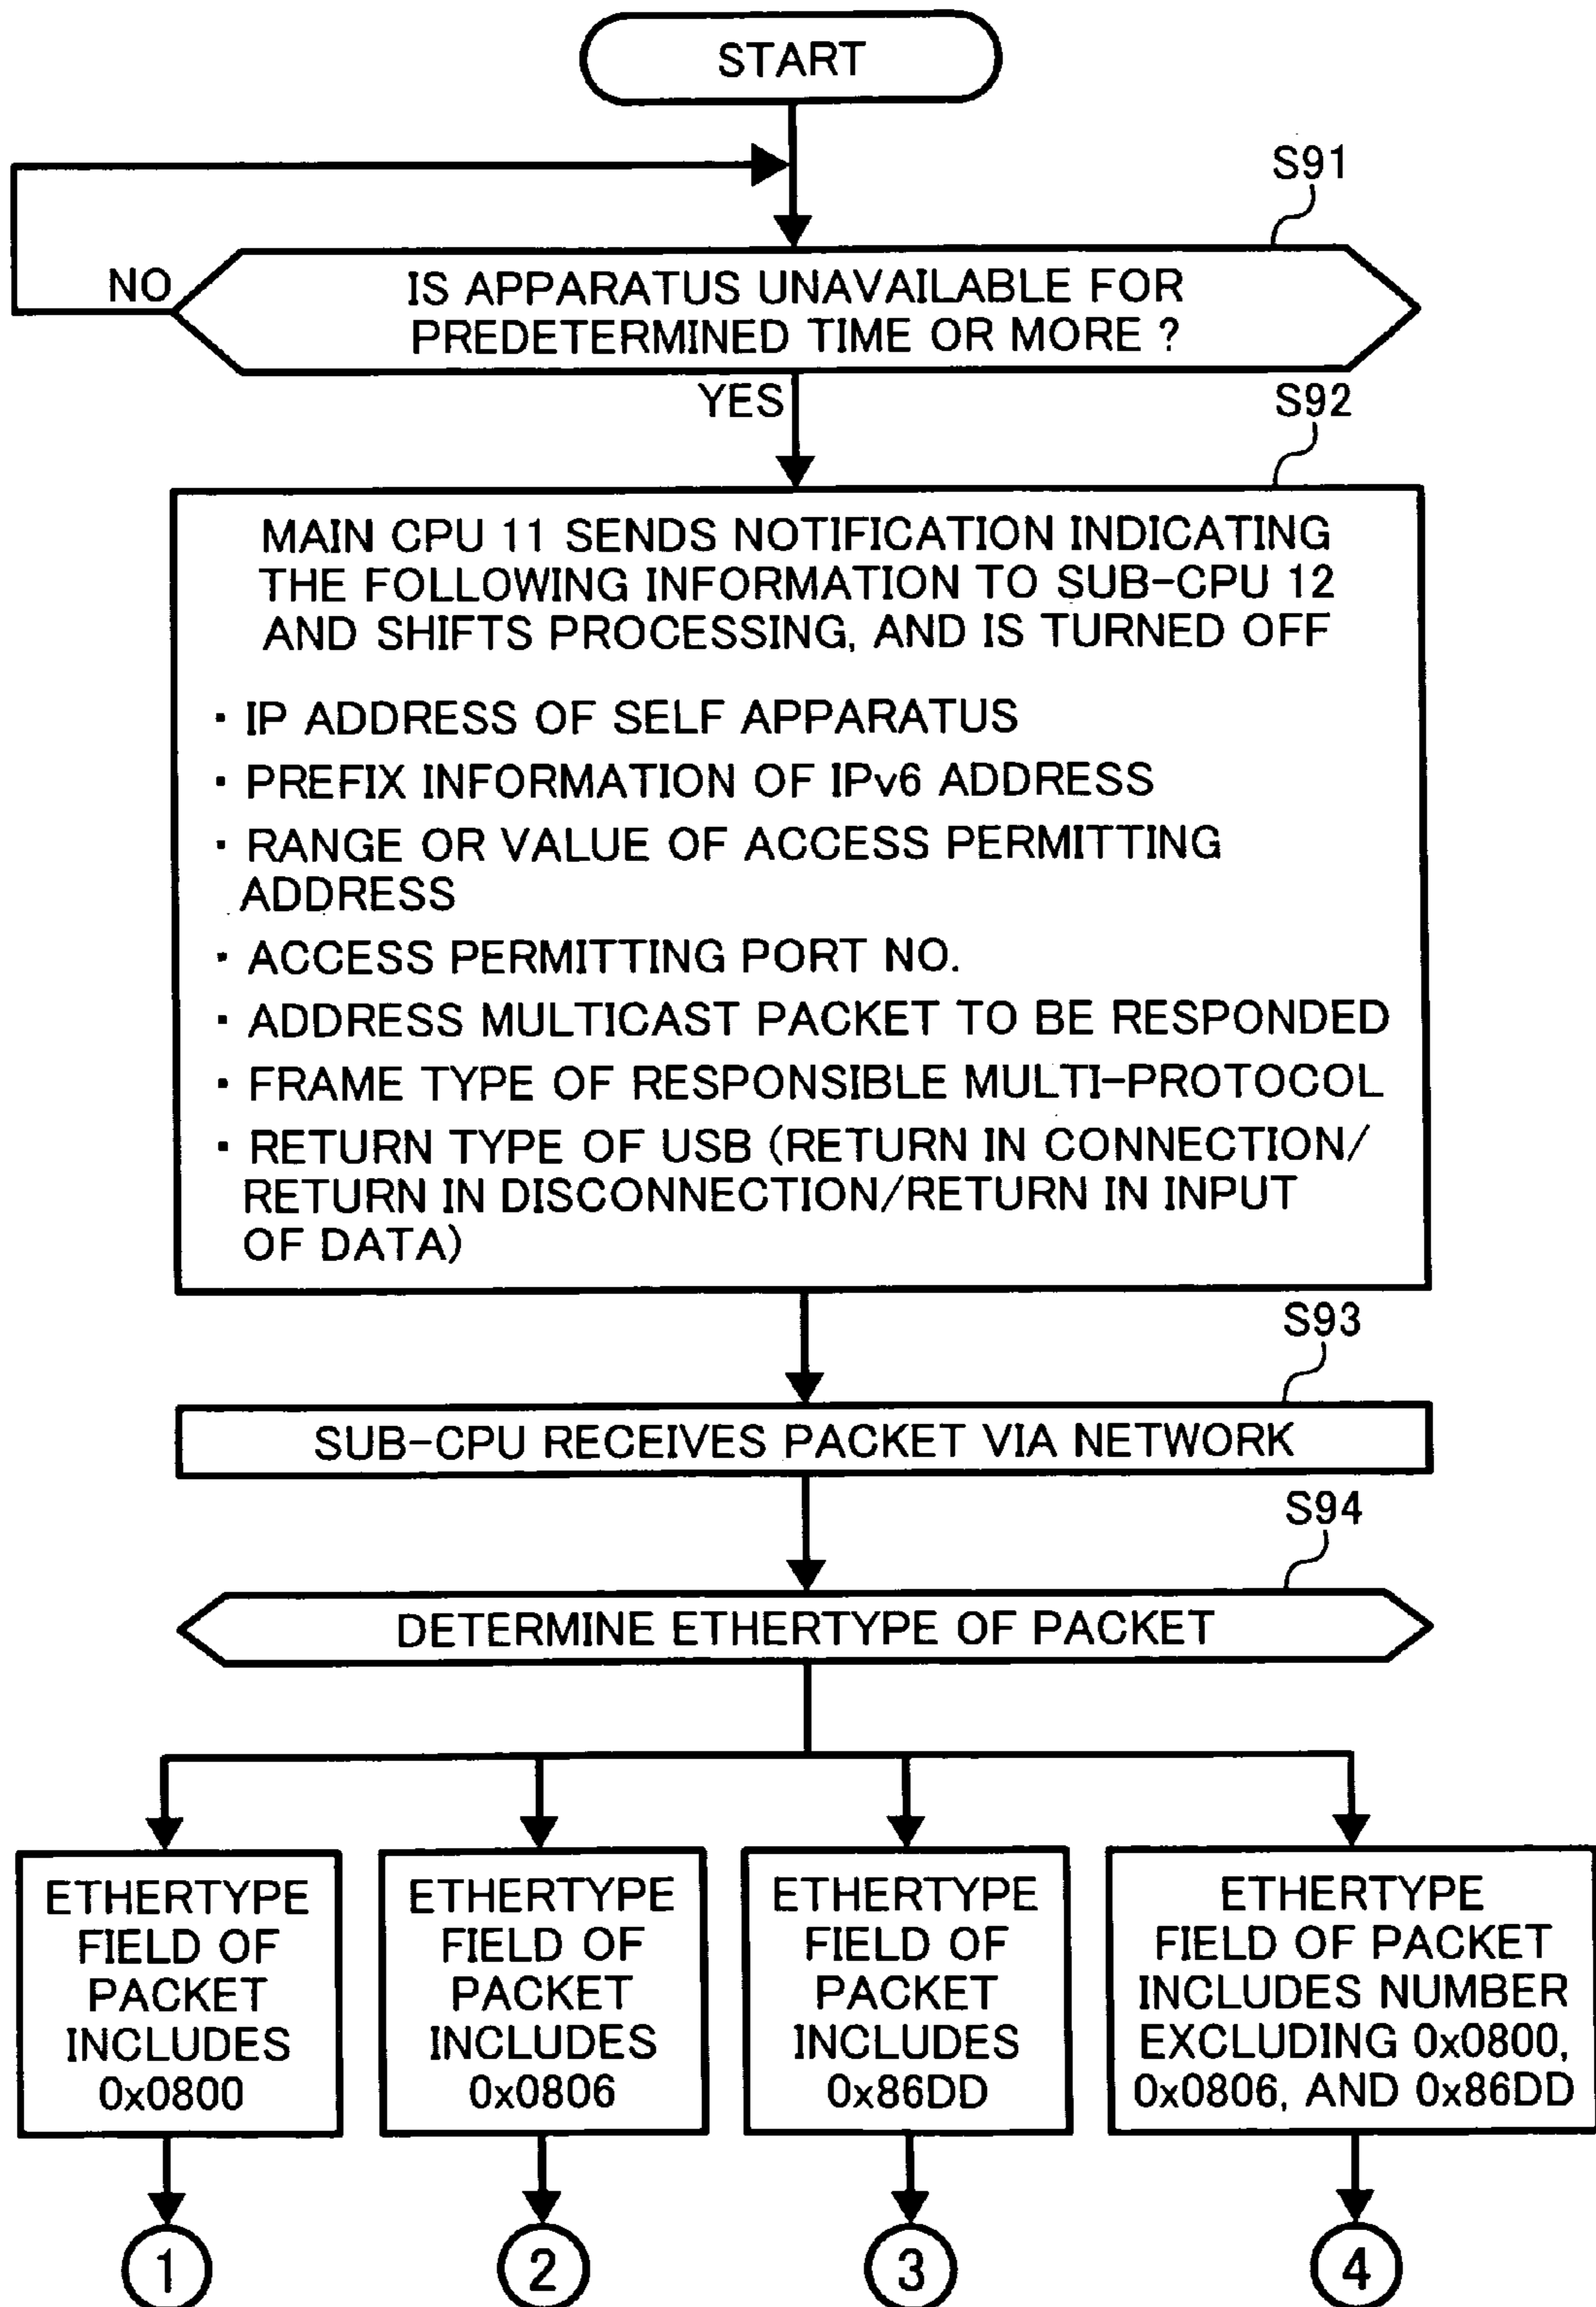 START
S91
NO
IS APPARATUS UNAVAILABLE FOR
PREDETERMINED TIME OR MORE ?
YES
S92
MAIN CPU 11 SENDS NOTIFICATION INDICATING
THE FOLLOWING INFORMATION TO SUB-CPU 12
AND SHIFTS PROCESSING, AND IS TURNED OFF
・IP ADDRESS OF SELF APPARATUS
・PREFIX INFORMATION OF IPv6 ADDRESS
・RANGE OR VALUE OF ACCESS PERMITTING
ADDRESS
・ACCESS PERMITTING PORT NO.
・ADDRESS MULTICAST PACKET TO BE RESPONDED
・FRAME TYPE OF RESPONSIBLE MULTI-PROTOCOL
・RETURN TYPE OF USB (RETURN IN CONNECTION/
RETURN IN DISCONNECTION/RETURN IN INPUT
OF DATA)
S93
SUB-CPU RECEIVES PACKET VIA NETWORK
S94
DETERMINE ETHERTYPE OF PACKET
ETHERTYPE
FIELD OF
PACKET
INCLUDES
0x0800
ETHERTYPE
FIELD OF
PACKET
INCLUDES
0x0806
ETHERTYPE
FIELD OF
PACKET
INCLUDES
0x86DD
ETHERTYPE
FIELD OF PACKET
INCLUDES NUMBER
EXCLUDING 0x0800,
0x0806, AND 0x86DD
1
2
3
4